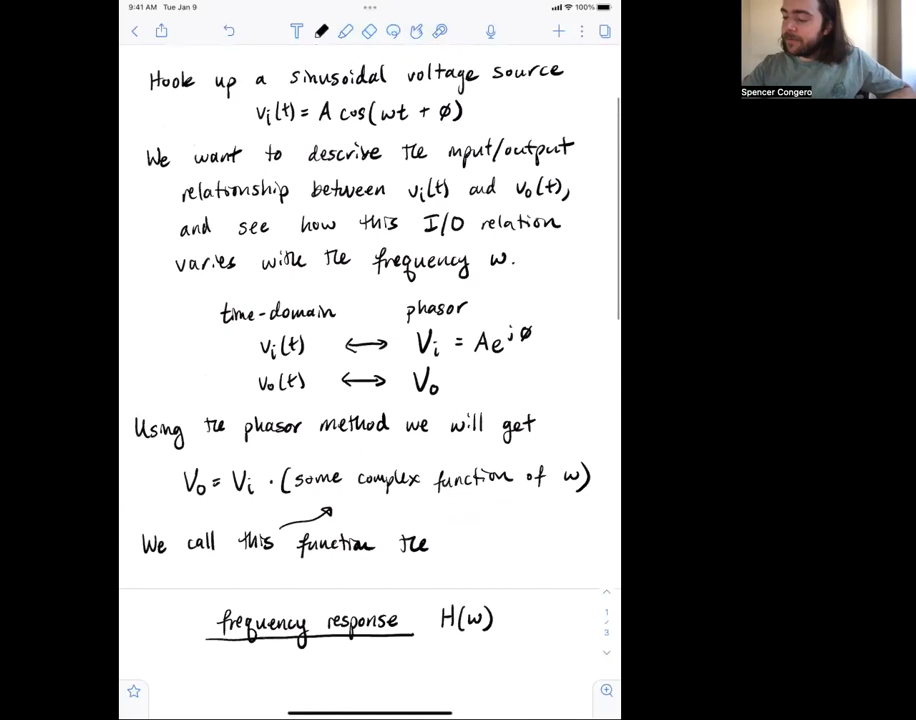 9:41 AM Tue Jan 9
100%
Hook up a sinusoidal voltage source
vi(t) = A cos(ωt + φ)
We want to describe the input/output
relationship between vi(t) and vo(t),
and see how this I/O relation
varies with the frequency ω.
time-domain phasor
vi(t) ↔ Vi = Ae^jφ
vo(t) ↔ Vo
Using the phasor method we will get
Vo = Vi · (some complex function of ω)
We call this function the
frequency response H(ω)
1
/
3
Spencer Congero